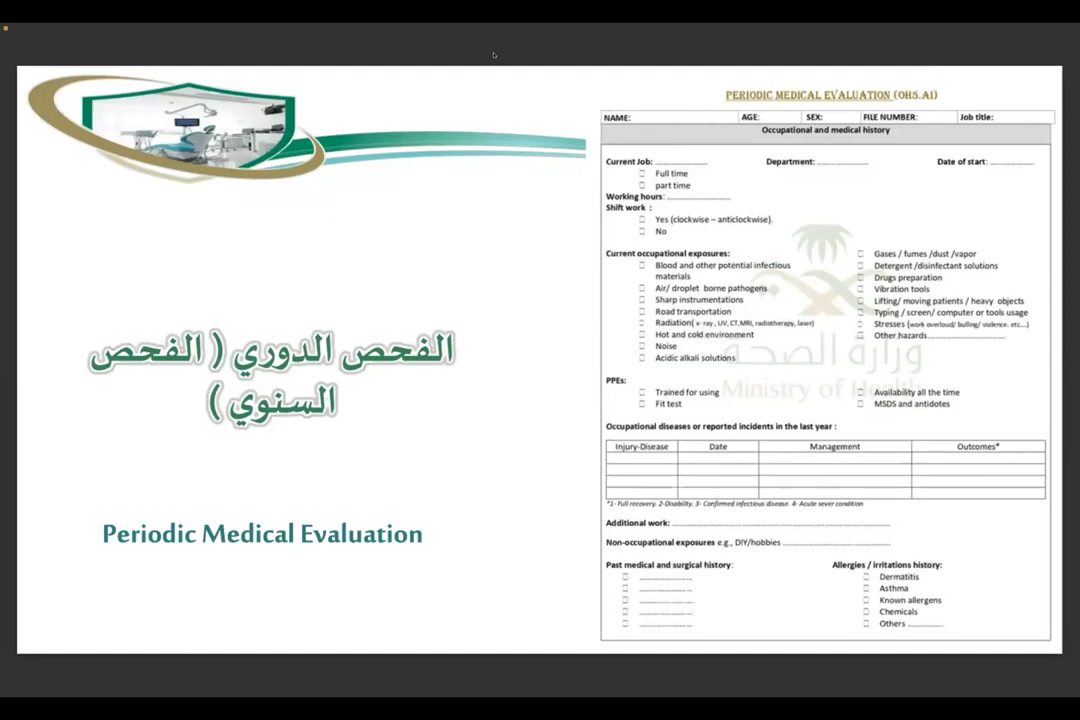 الفحص الدوري ( الفحص
السنوي )
Periodic Medical Evaluation
PERIODIC MEDICAL EVALUATION (OH5.A1)
NAME: AGE: SEX: FILE NUMBER: Job title:
Occupational and medical history
Current Job: ........................ Department: ........................ Date of start: ....................
Full time
part time
Working hours: .............................
Shift work :
Yes (clockwise – anticlockwise).
No
Current occupational exposures:
Blood and other potential infectious
materials
Air/ droplet borne pathogens
Sharp instrumentations
Road transportation
Radiation( x- ray , UV, CT,MRI, radiotherapy, laser)
Hot and cold environment
Noise
Acidic alkali solutions
Gases / fumes /dust /vapor
Detergent /disinfectant solutions
Drugs preparation
Vibration tools
Lifting/ moving patients / heavy objects
Typing / screen/ computer or tools usage
Stresses (work overload/ bulling/ violence. etc...)
Other hazards...................................
وزارة الصحة
Ministry of Health
PPEs:
Trained for using
Fit test
Availability all the time
MSDS and antidotes
Occupational diseases or reported incidents in the last year :
Injury-Disease Date Management Outcomes*
*1- Full recovery. 2-Disability. 3- Confirmed infectious disease. 4- Acute sever condition
Additional work: ................................................................................
Non-occupational exposures e.g., DIY/hobbies ........................................
Past medical and surgical history:
........................
........................
........................
........................
........................
Allergies / irritations history:
Dermatitis
Asthma
Known allergens
Chemicals
Others ................